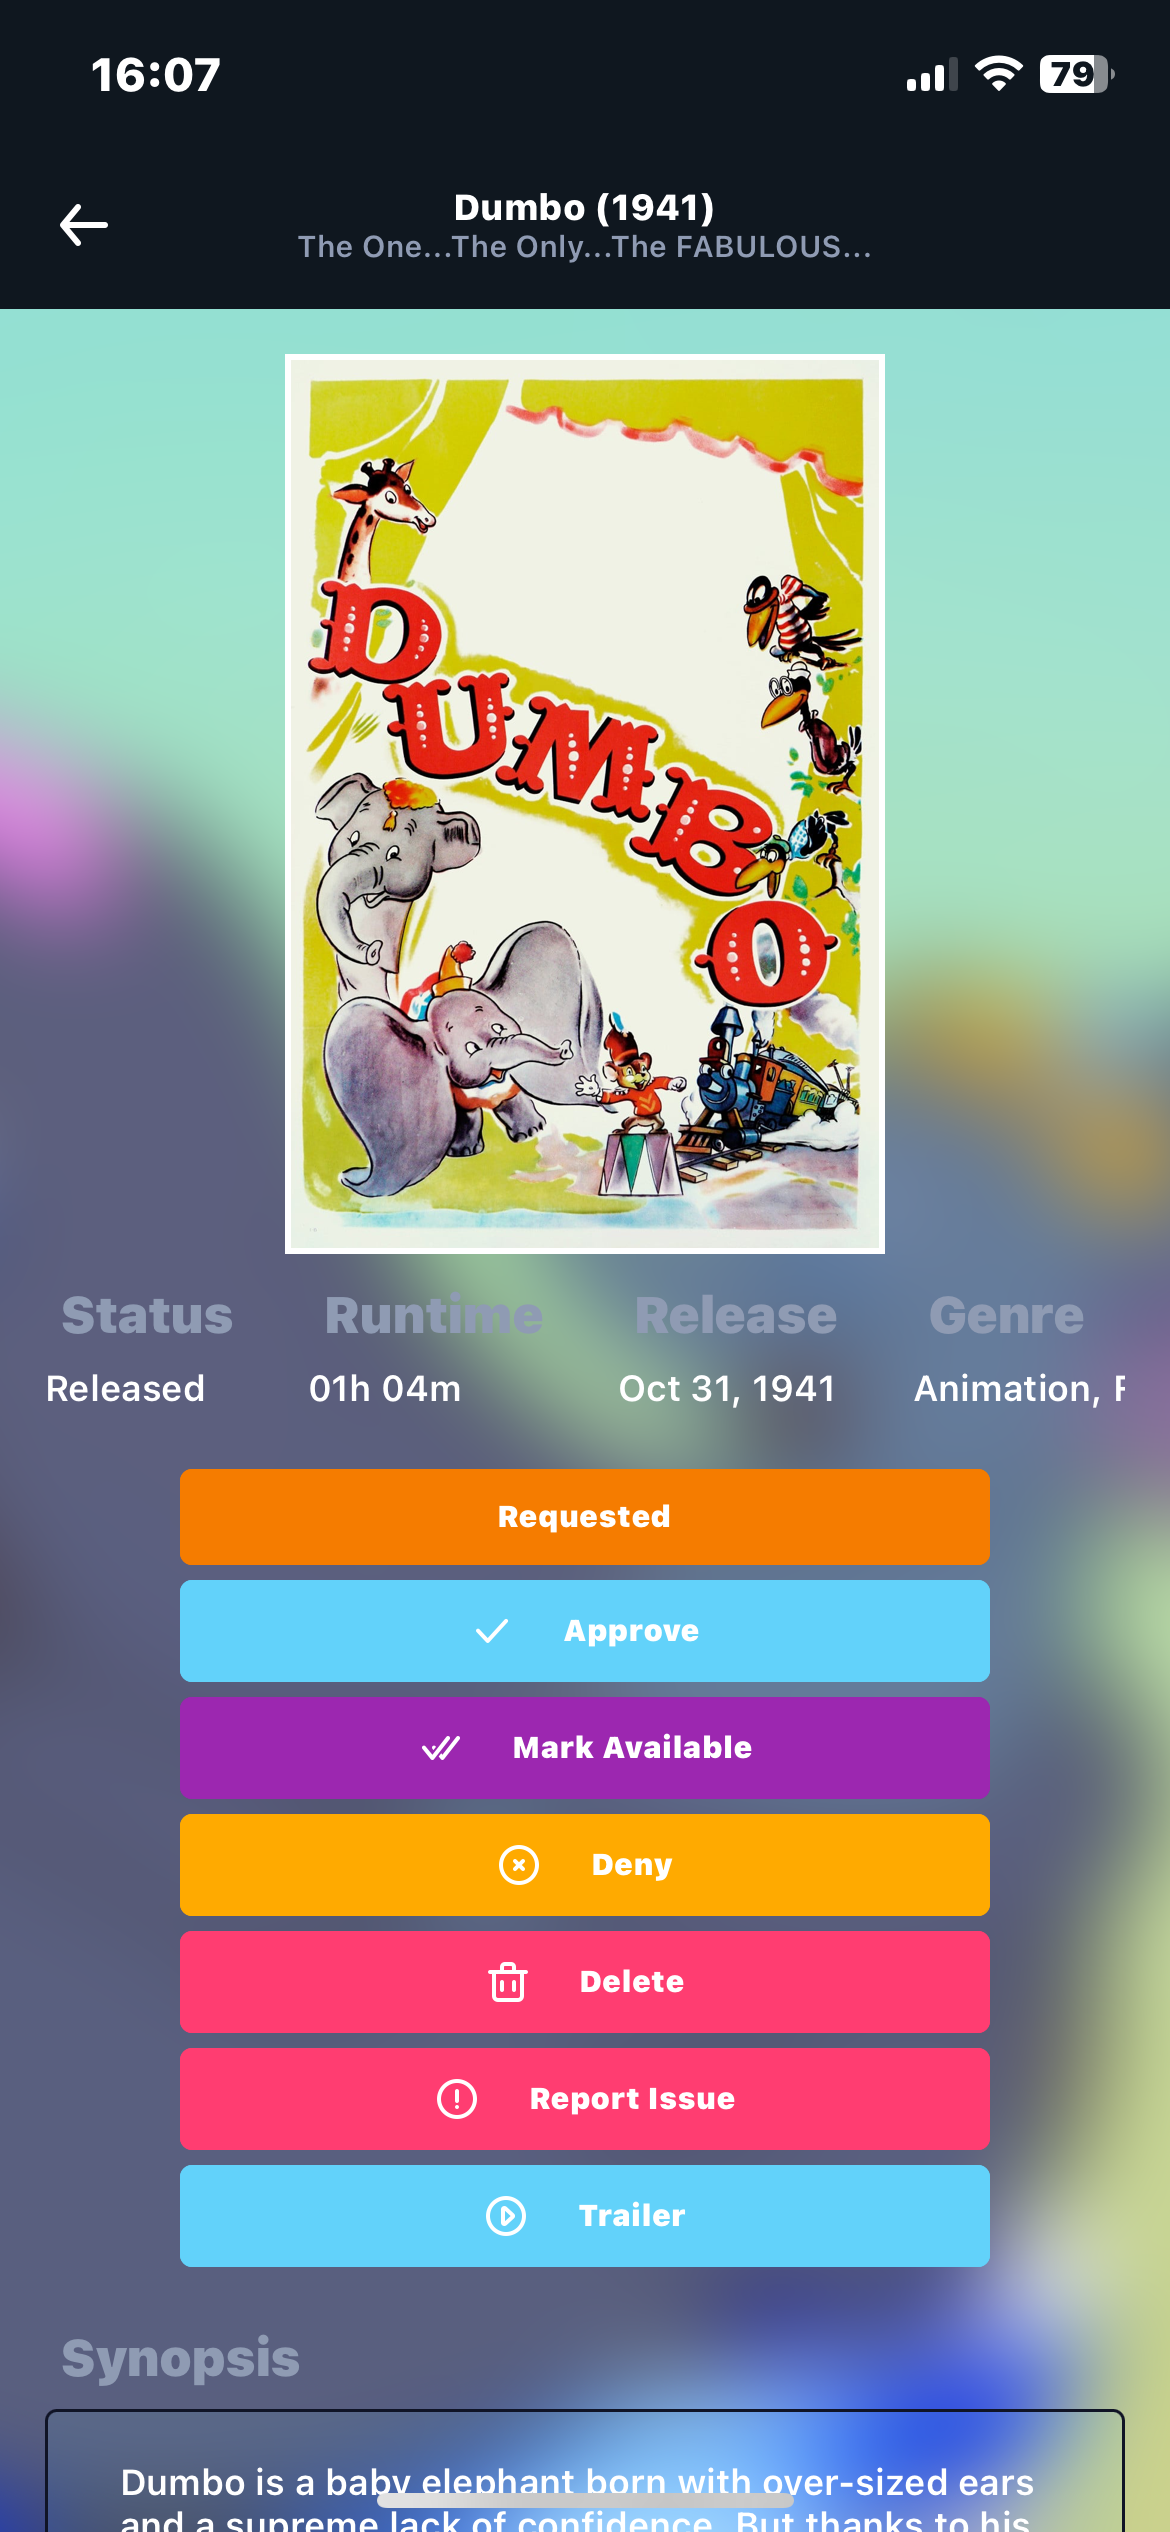 16:07
79
Dumbo (1941)
The One...The Only...The FABULOUS...
DUMBO
Status Runtime Release Genre
Released 01h 04m Oct 31, 1941 Animation,
Requested
Approve
Mark Available
Deny
Delete
Report Issue
Trailer
Synopsis
Dumbo is a baby elephant born with over-sized ears
and a supreme lack of confidence. But thanks to his